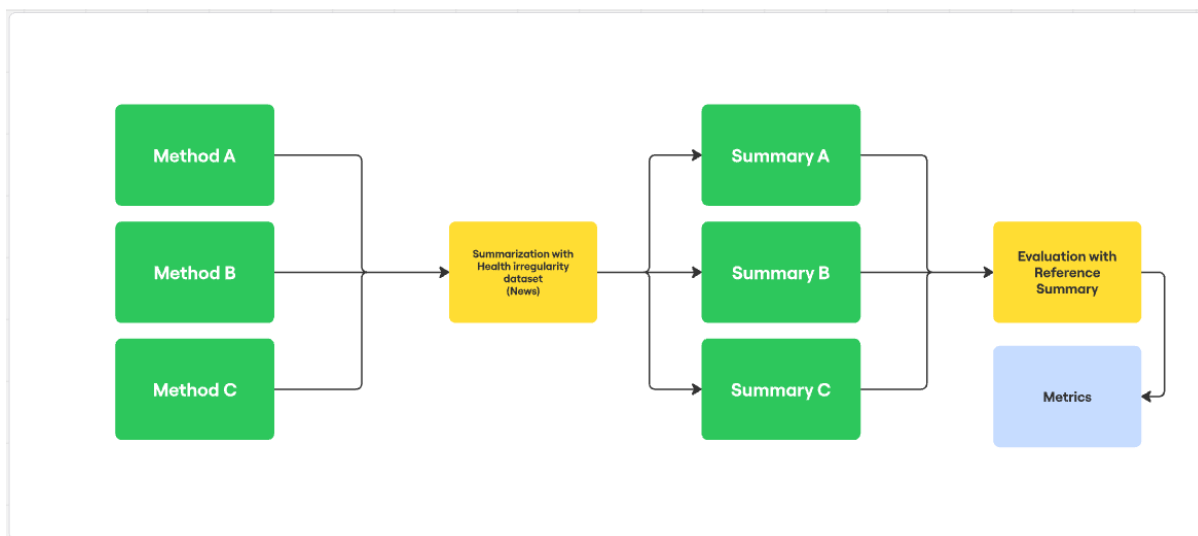 Method A
Method B
Method C
Summarization with
Health irregularity
dataset
(News)
Summary A
Summary B
Summary C
Evaluation with
Reference
Summary
Metrics